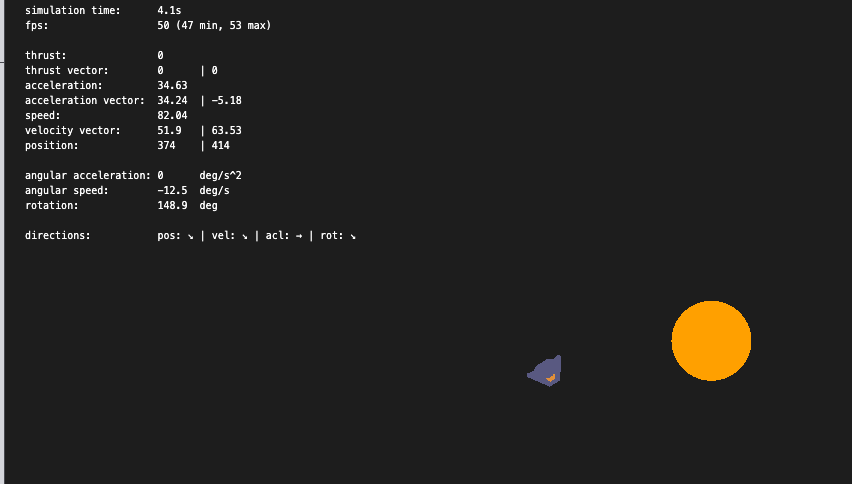 simulation time: 4.1s
fps: 50 (47 min, 53 max)
thrust: 0
thrust vector: 0 | 0
acceleration: 34.63
acceleration vector: 34.24 | -5.18
speed: 82.04
velocity vector: 51.9 | 63.53
position: 374 | 414
angular acceleration: 0 deg/s^2
angular speed: -12.5 deg/s
rotation: 148.9 deg
directions: pos: ↘ | vel: ↘ | acl: → | rot: ↘